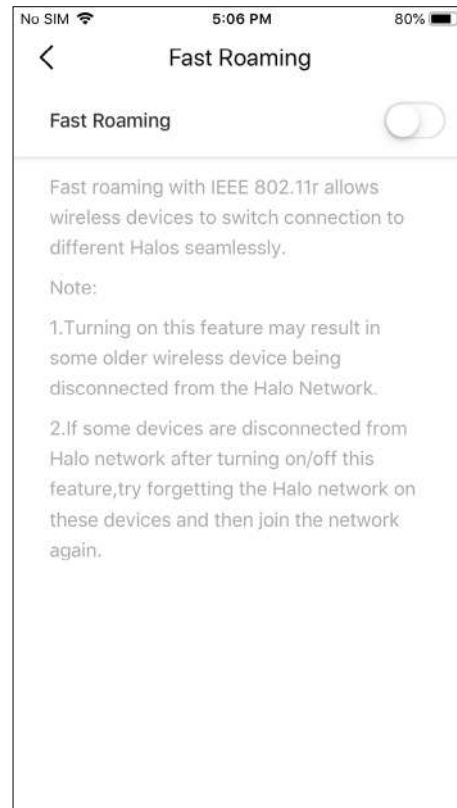 No SIM 5:06 PM 80%
Fast Roaming
Fast Roaming
Fast roaming with IEEE 802.11r allows
wireless devices to switch connection to
different Halos seamlessly.
Note:
1.Turning on this feature may result in
some older wireless device being
disconnected from the Halo Network.
2.If some devices are disconnected from
Halo network after turning on/off this
feature,try forgetting the Halo network on
these devices and then join the network
again.